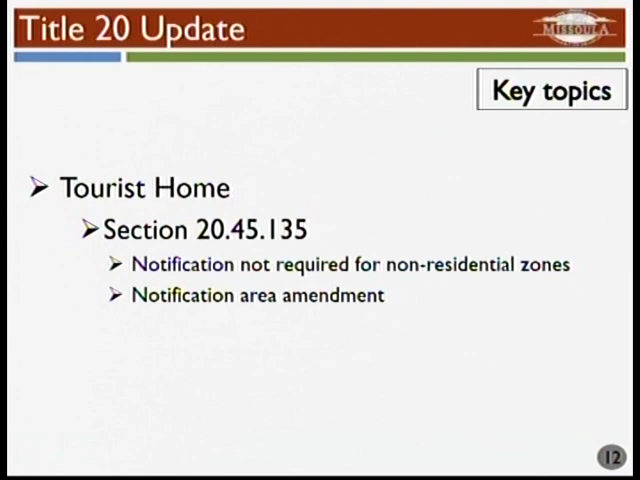 Title 20 Update
MISSOULA
Key topics
Tourist Home
Section 20.45.135
Notification not required for non-residential zones
Notification area amendment
12